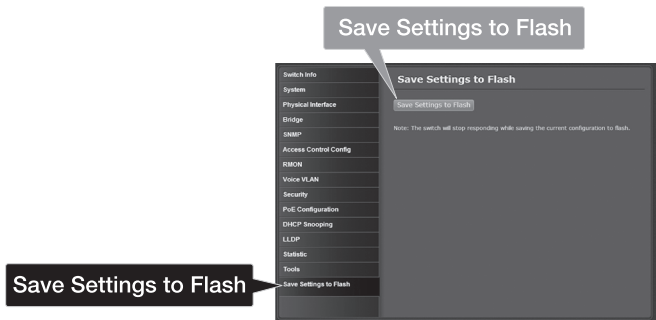 Save Settings to Flash
Switch Info
System
Physical Interface
Bridge
SNMP
Access Control Config
RMON
Voice VLAN
Security
PoE Configuration
DHCP Snooping
LLDP
Statistic
Tools
Save Settings to Flash
Save Settings to Flash
Save Settings to Flash
Save Settings to Flash
Note: The switch will stop responding while saving the current configuration to flash.